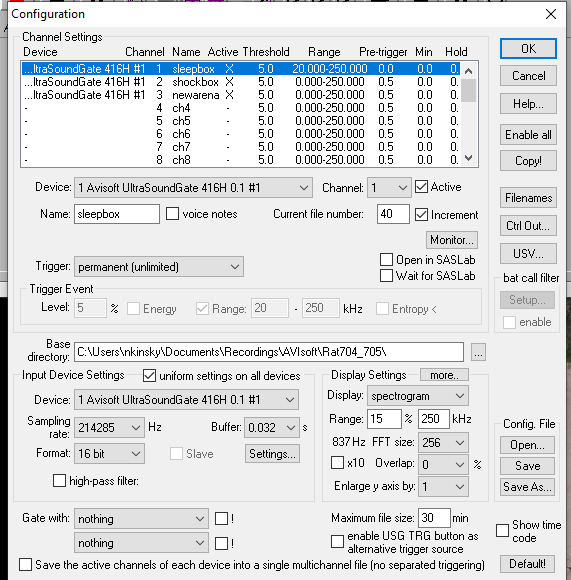 Configuration
Channel Settings
Device Channel Name Active Threshold Range Pre-trigger Min Hold
...ltraSoundGate 416H #1 1 sleepbox X 5.0 20.000-250.000 0.0 0.0 0.
...ltraSoundGate 416H #1 2 shockbox X 5.0 0.000-250.000 0.5 0.0 0.
...ltraSoundGate 416H #1 3 newarena X 5.0 0.000-250.000 0.5 0.0 0.
- 4 ch4 - 5.0 0.000-250.000 0.5 0.0 0.
- 5 ch5 - 5.0 0.000-250.000 0.5 0.0 0.
- 6 ch6 - 5.0 0.000-250.000 0.5 0.0 0.
- 7 ch7 - 5.0 0.000-250.000 0.5 0.0 0.
- 8 ch8 - 5.0 0.000-250.000 0.5 0.0 0.
OK
Cancel
Help...
Enable all
Copy!
Device: 1 Avisoft UltraSoundGate 416H 0.1 #1 Channel: 1 Active
Name: sleepbox voice notes Current file number: 40 Increment
Monitor...
Filenames
Ctrl Out...
USV...
Trigger: permanent (unlimited)
Open in SASLab
Wait for SASLab
bat call filter
Setup...
enable
Trigger Event
Level: 5 % Energy Range: 20 - 250 kHz Entropy <
Base
directory: C:\Users\nkinsky\Documents\Recordings\AVIsoft\Rat704_705\ ...
Input Device Settings uniform settings on all devices
Device: 1 Avisoft UltraSoundGate 416H 0.1 #1
Sampling
rate: 214285 Hz Buffer: 0.032 s
Format: 16 bit Slave Settings...
high-pass filter:
Display Settings more..
Display: spectrogram
Range: 15 % 250 kHz
837 Hz FFT size: 256
x10 Overlap: 0 %
Enlarge y axis by: 1
Config. File
Open...
Save
Save As...
Gate with: nothing !
nothing !
Maximum file size: 30 min
enable USG TRG button as
alternative trigger source
Show time
code
Save the active channels of each device into a single multichannel file (no separated triggering)
Default!